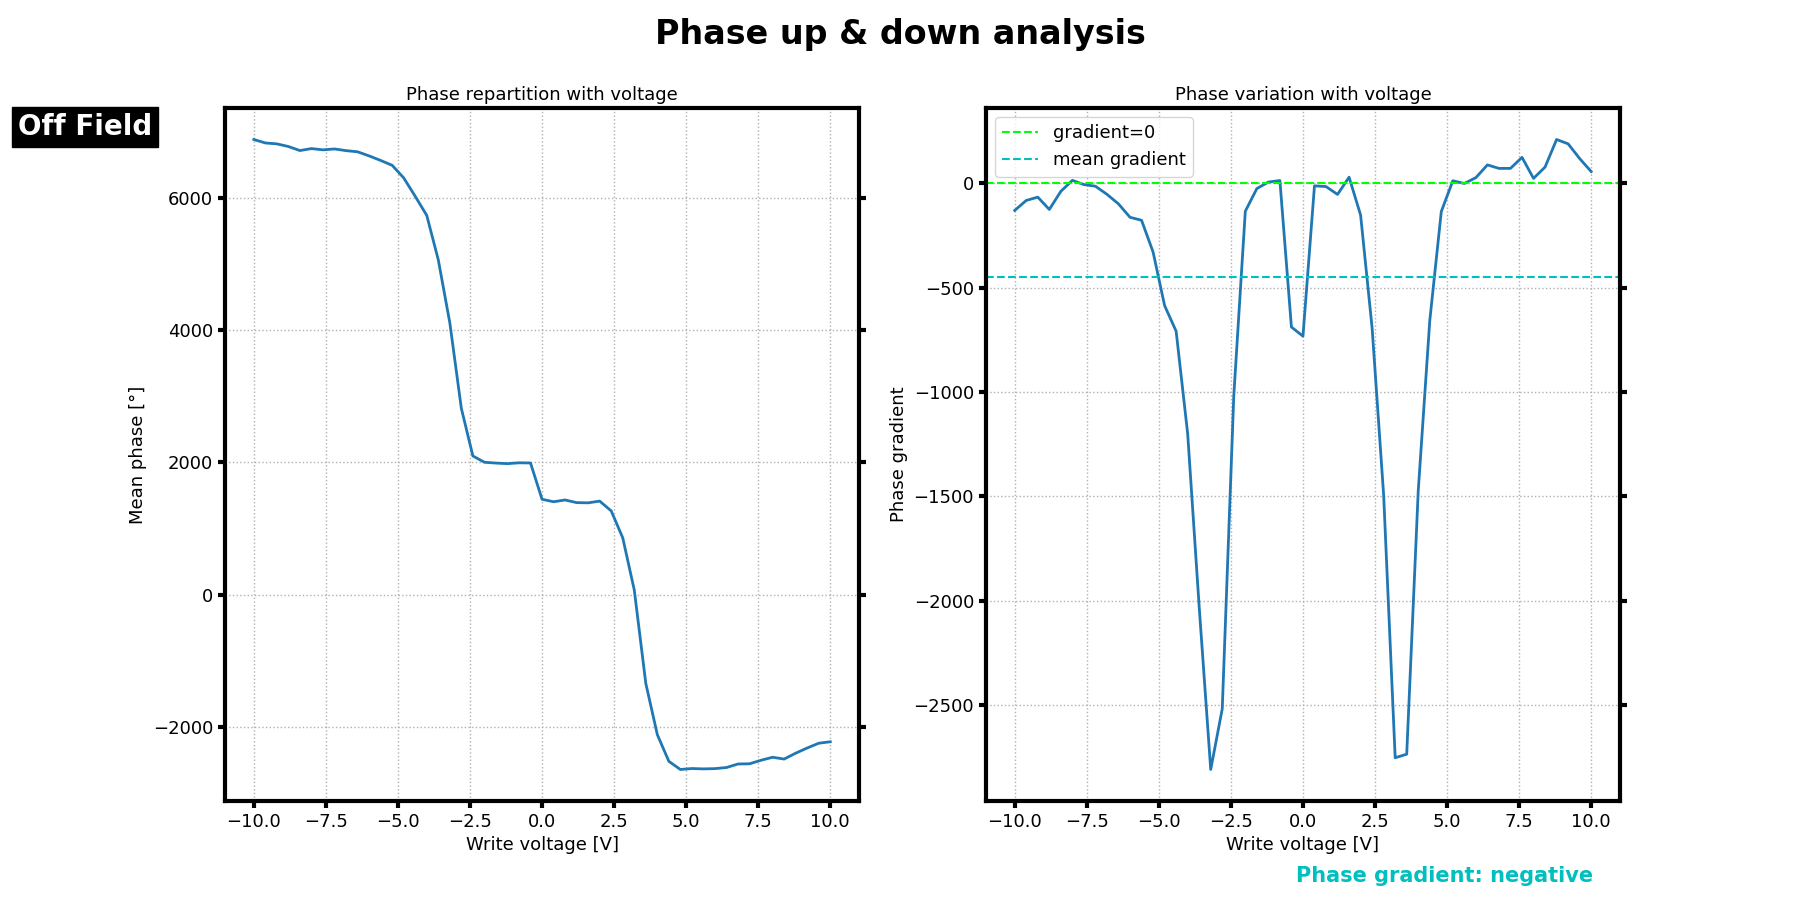 Phase up & down analysis
Off Field
Phase repartition with voltage
6000
4000
2000
0
−2000
Mean phase [°]
−10.0 −7.5 −5.0 −2.5 0.0 2.5 5.0 7.5 10.0
Write voltage [V]
Phase variation with voltage
gradient=0
mean gradient
0
−500
−1000
−1500
−2000
−2500
Phase gradient
−10.0 −7.5 −5.0 −2.5 0.0 2.5 5.0 7.5 10.0
Write voltage [V]
Phase gradient: negative